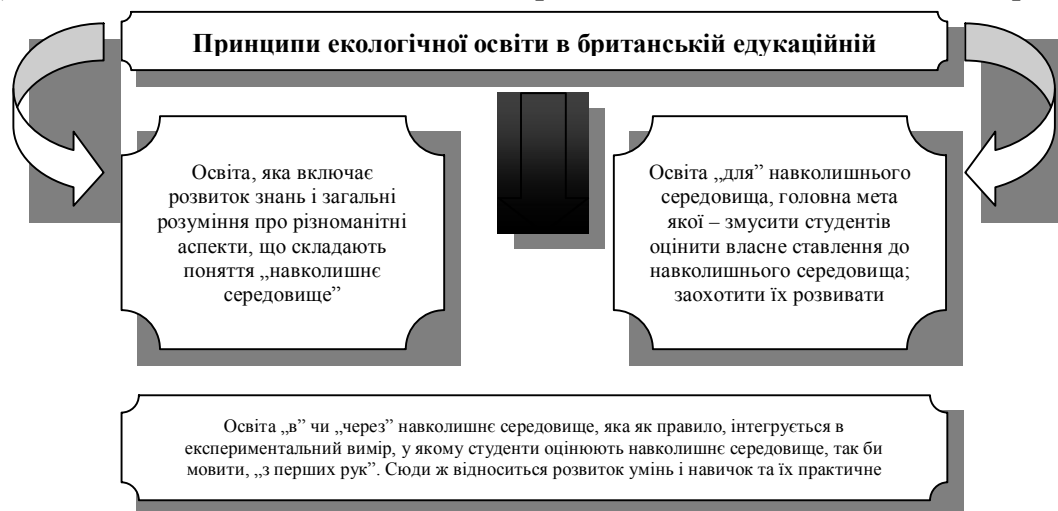 Принципи екологічної освіти в британській едукаційній
Освіта, яка включає
розвиток знань і загальні
розуміння про різноманітні
аспекти, що складають
поняття „навколишнє
середовище”
Освіта „для” навколишнього
середовища, головна мета
якої – змусити студентів
оцінити власне ставлення до
навколишнього середовища;
заохотити їх розвивати
Освіта „в” чи „через” навколишнє середовище, яка як правило, інтегрується в
експериментальний вимір, у якому студенти оцінюють навколишнє середовище, так би
мовити, „з перших рук”. Сюди ж відноситься розвиток умінь і навичок та їх практичне